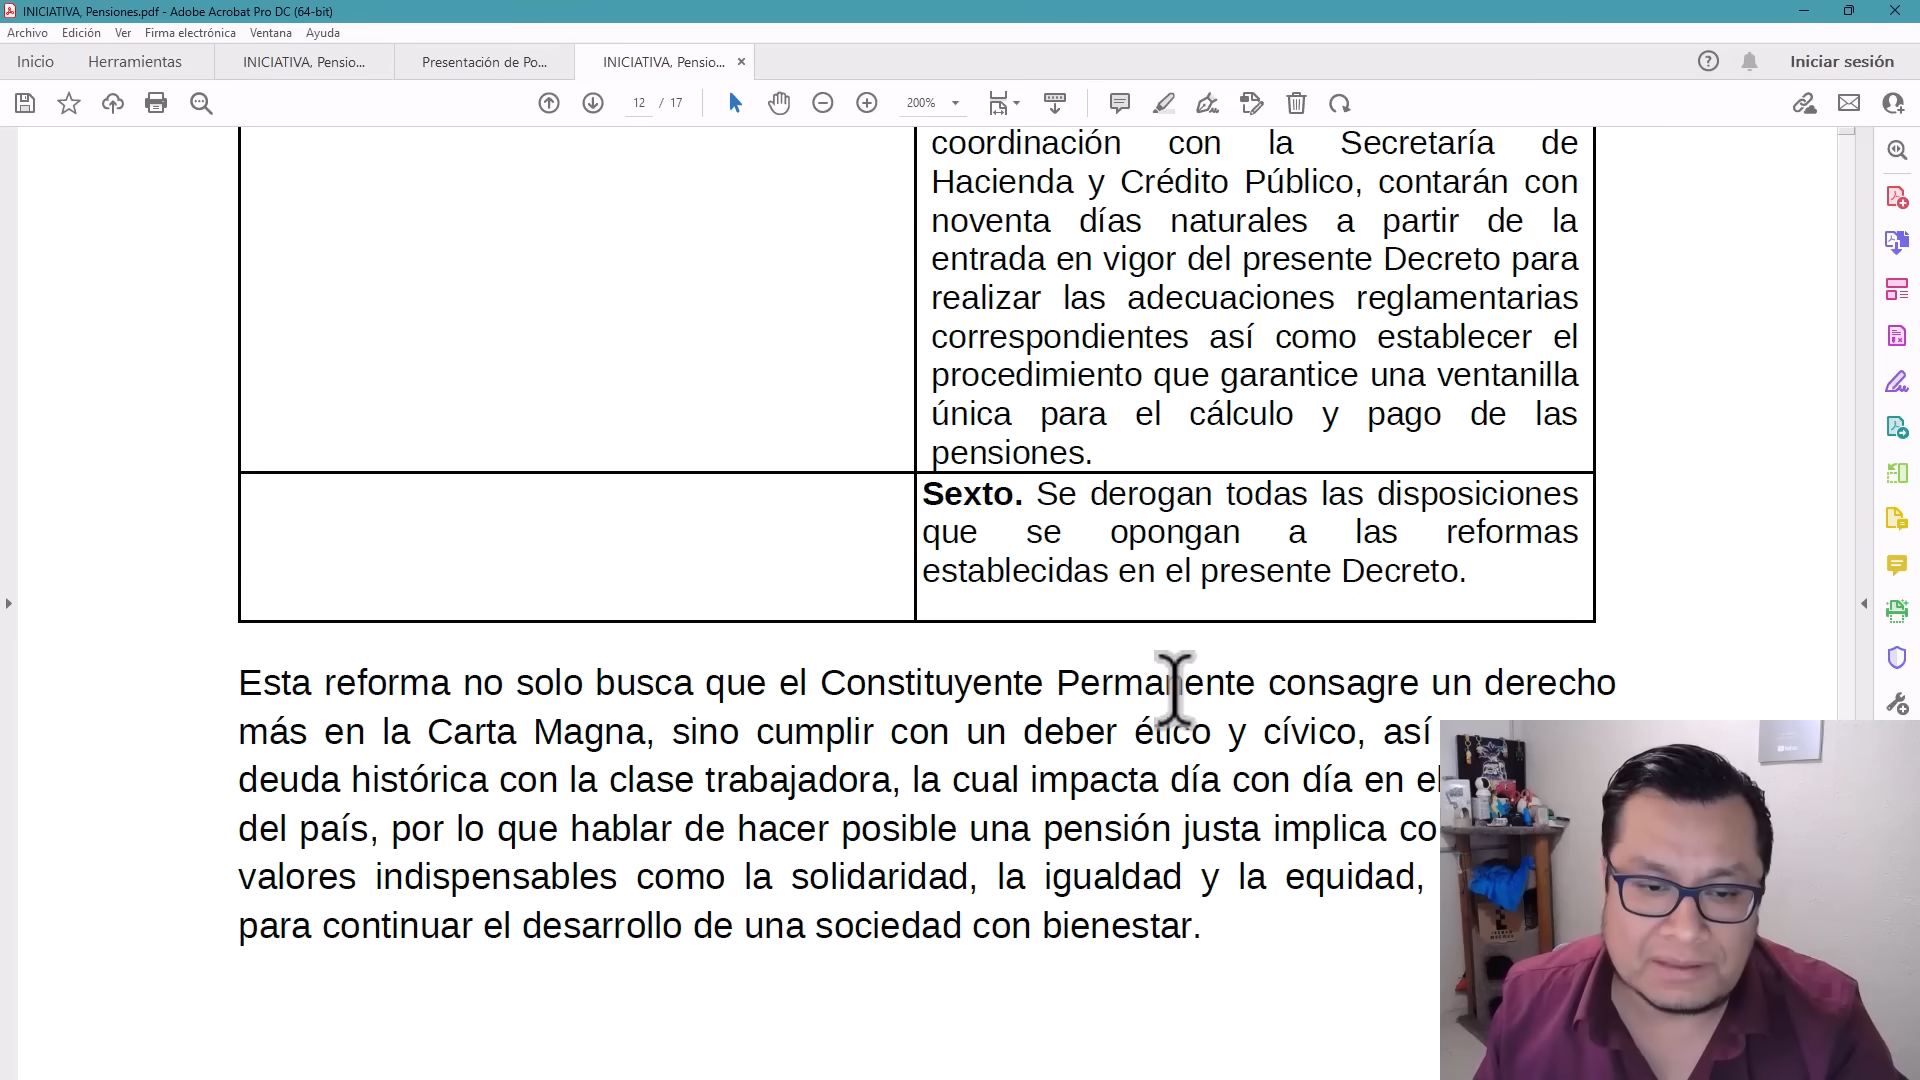 INICIATIVA, Pensiones.pdf - Adobe Acrobat Pro DC (64-bit)
Archivo Edición Ver Firma electrónica Ventana Ayuda
Inicio Herramientas INICIATIVA, Pensio... Presentación de Po... INICIATIVA, Pensio... × Iniciar sesión
12 / 17 200%
coordinación con la Secretaría de
Hacienda y Crédito Público, contarán con
noventa días naturales a partir de la
entrada en vigor del presente Decreto para
realizar las adecuaciones reglamentarias
correspondientes así como establecer el
procedimiento que garantice una ventanilla
única para el cálculo y pago de las
pensiones.
Sexto. Se derogan todas las disposiciones
que se opongan a las reformas
establecidas en el presente Decreto.
Esta reforma no solo busca que el Constituyente Permanente consagre un derecho
más en la Carta Magna, sino cumplir con un deber ético y cívico, así
deuda histórica con la clase trabajadora, la cual impacta día con día en el
del país, por lo que hablar de hacer posible una pensión justa implica co
valores indispensables como la solidaridad, la igualdad y la equidad,
para continuar el desarrollo de una sociedad con bienestar.